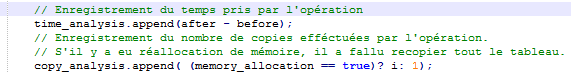 // Enregistrement du temps pris par l'opération
time_analysis.append(after - before);
// Enregistrement du nombre de copies efféctuées par l'opération.
// S'il y a eu réallocation de mémoire, il a fallu recopier tout le tableau.
copy_analysis.append( (memory_allocation == true)? i: 1);